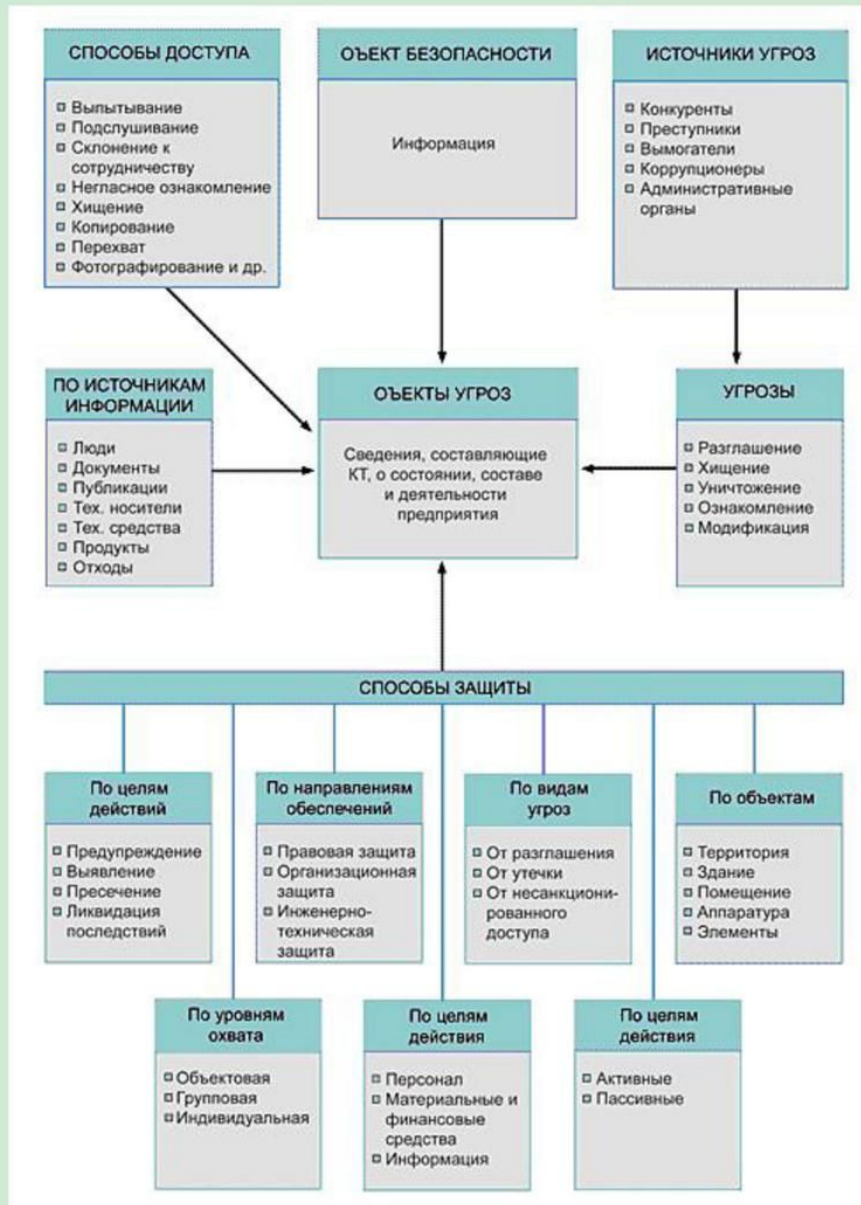 СПОСОБЫ ДОСТУПА
Выпытывание
Подслушивание
Склонение к
сотрудничеству
Негласное ознакомление
Хищение
Копирование
Перехват
Фотографирование и др.
ОЪЕКТ БЕЗОПАСНОСТИ
Информация
ИСТОЧНИКИ УГРОЗ
Конкуренты
Преступники
Вымогатели
Коррупционеры
Административные
органы
ПО ИСТОЧНИКАМ
ИНФОРМАЦИИ
Люди
Документы
Публикации
Тех. носители
Тех. средства
Продукты
Отходы
ОЪЕКТЫ УГРОЗ
Сведения, составляющие
КТ, о состоянии, составе
и деятельности
предприятия
УГРОЗЫ
Разглашение
Хищение
Уничтожение
Ознакомление
Модификация
СПОСОБЫ ЗАЩИТЫ
По целям
действий
Предупреждение
Выявление
Пресечение
Ликвидация
последствий
По направлениям
обеспечений
Правовая защита
Организационная
защита
Инженерно-
техническая
защита
По видам
угроз
От разглашения
От утечки
От несанкциони-
рованного
доступа
По объектам
Территория
Здание
Помещение
Аппаратура
Элементы
По уровням
охвата
Объектовая
Групповая
Индивидуальная
По целям
действия
Персонал
Материальные и
финансовые
средства
Информация
По целям
действия
Активные
Пассивные